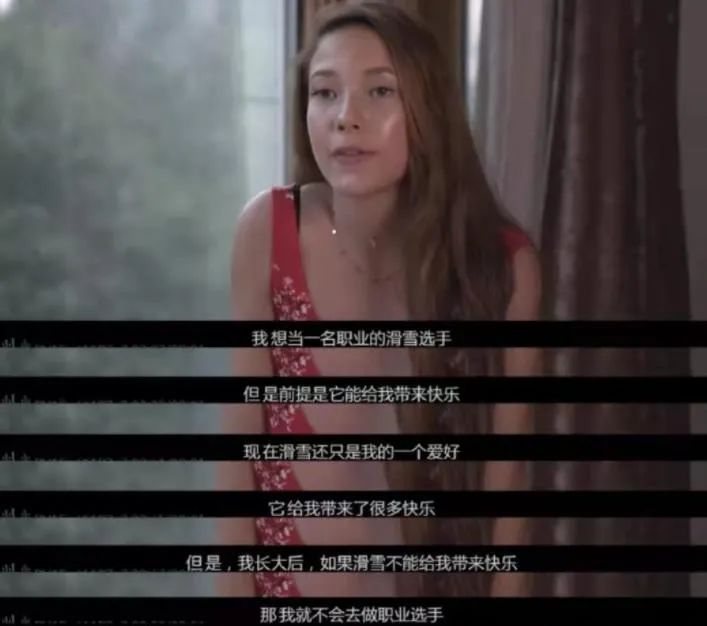 我想当一名职业的滑雪选手
但是前提是它能给我带来快乐
现在滑雪还只是我的一个爱好
它给我带来了很多快乐
但是，我长大后，如果滑雪不能给我带来快乐
那我就不会去做职业选手